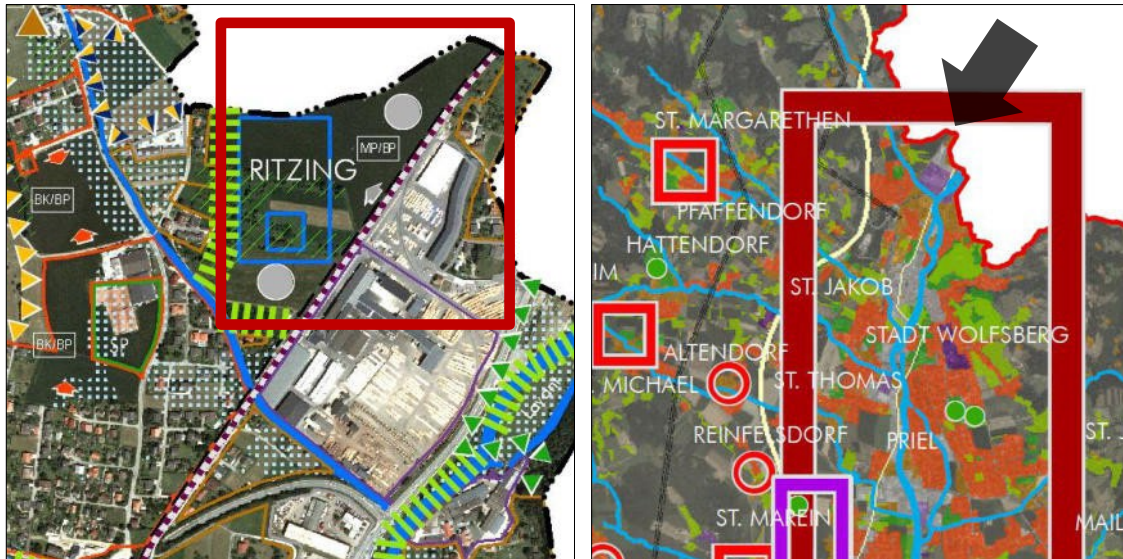 RITZING
MP/BP
BK/BP
SP
BK/BP
ST. MARGARETHEN
PFAFFENDORF
HATTENDORF
IM
ST. JAKOB
STADT WOLFSBERG
ALTENDORF
MICHAEL
ST. THOMAS
REINFELSDORF
PRIEL
ST. J
ST. MAREIN
MAIL